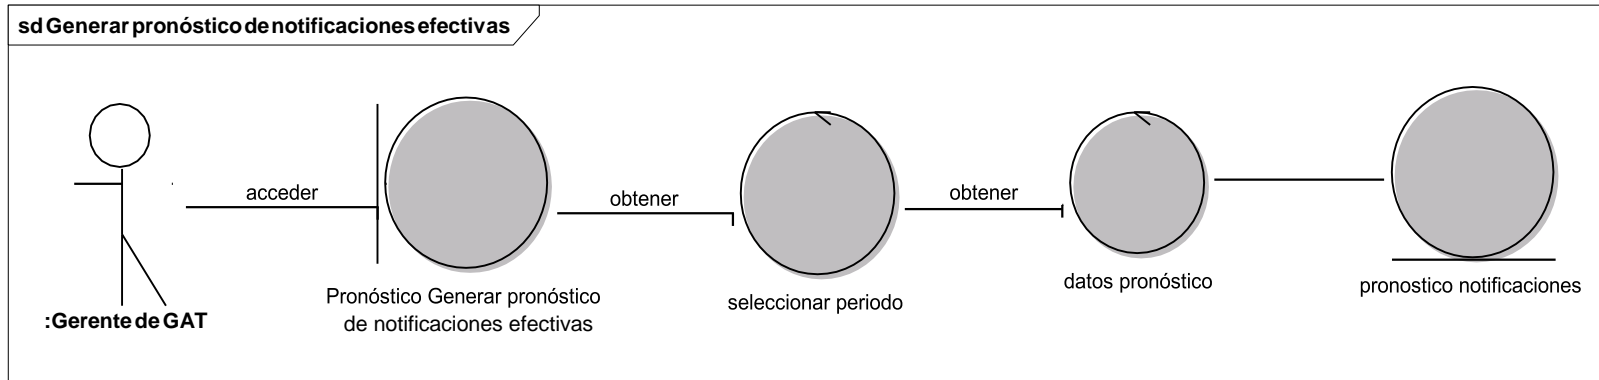 sd Generar pronóstico de notificaciones efectivas
acceder
obtener
obtener
Pronóstico Generar pronóstico
de notificaciones efectivas
seleccionar periodo
datos pronóstico
pronostico notificaciones
:Gerente de GAT